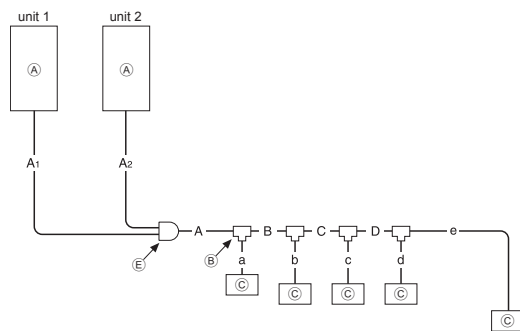 unit 1 unit 2
Ⓐ Ⓐ
A1 A2
A B C D e
Ⓔ Ⓑ a b c d
Ⓒ Ⓒ Ⓒ Ⓒ
Ⓒ